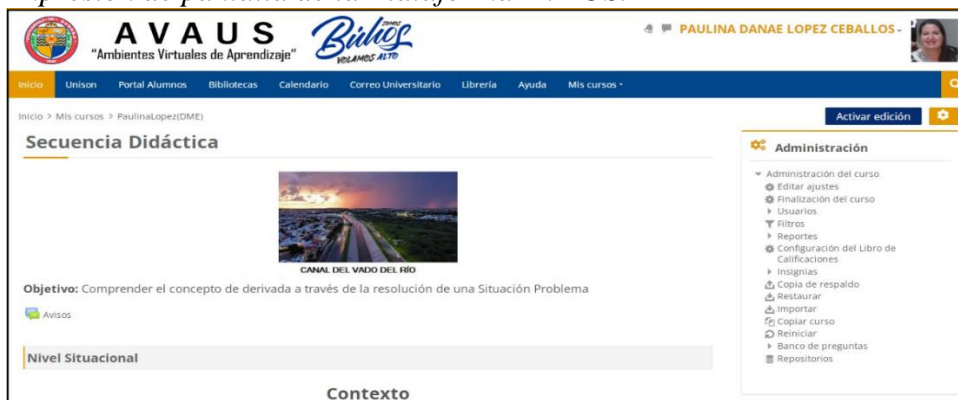 AVAUS
"Ambientes Virtuales de Aprendizaje"
SOMOS
Búhos
VOLAMOS ALTO
PAULINA DANAE LOPEZ CEBALLOS
Inicio Unison Portal Alumnos Bibliotecas Calendario Correo Universitario Librería Ayuda Mis cursos
Inicio > Mis cursos > PaulinaLopez(DME)
Activar edición
Secuencia Didáctica
CANAL DEL VADO DEL RÍO
Objetivo: Comprender el concepto de derivada a través de la resolución de una Situación Problema
Avisos
Nivel Situacional
Contexto
Administración
Administración del curso
Editar ajustes
Finalización del curso
Usuarios
Filtros
Reportes
Configuración del Libro de
Calificaciones
Insignias
Copia de respaldo
Restaurar
Importar
Copiar curso
Reiniciar
Banco de preguntas
Repositorios